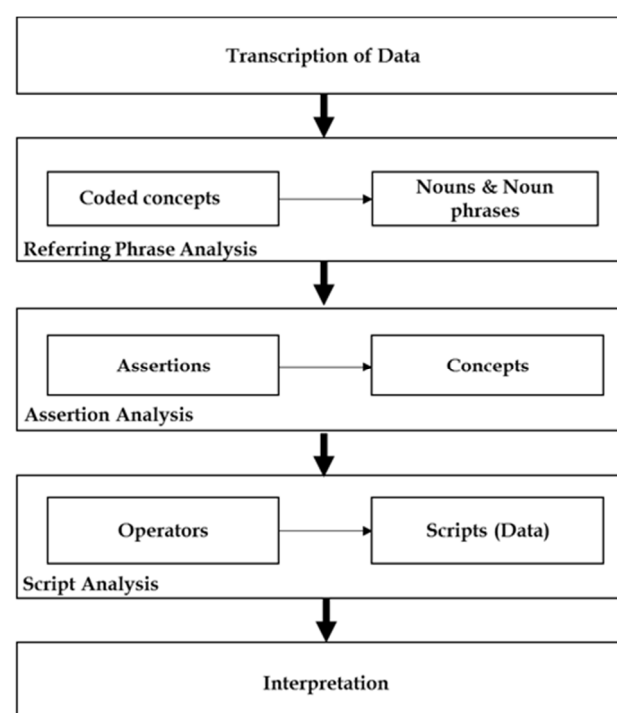 Transcription of Data
Coded concepts
Nouns & Noun
phrases
Referring Phrase Analysis
Assertions
Concepts
Assertion Analysis
Operators
Scripts (Data)
Script Analysis
Interpretation